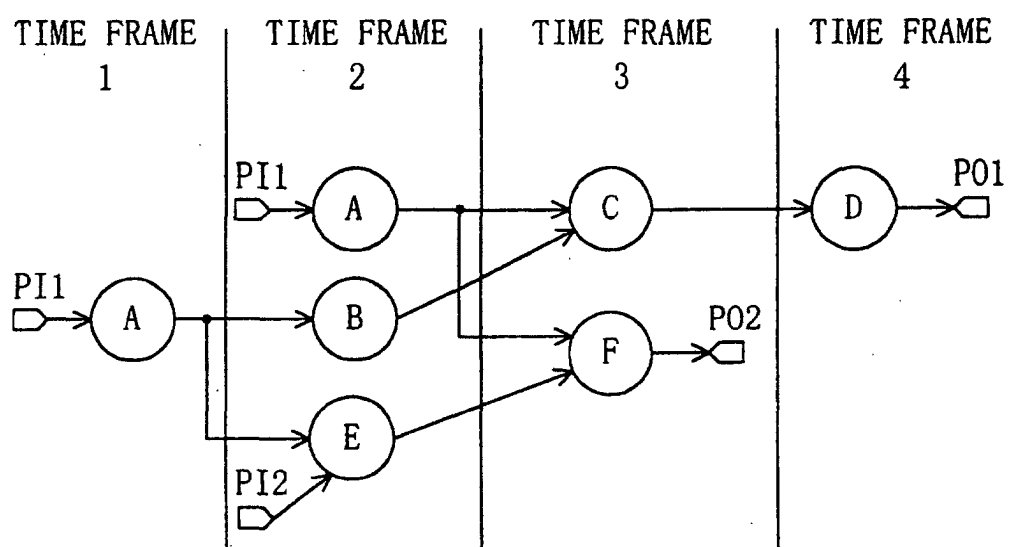 TIME FRAME TIME FRAME TIME FRAME TIME FRAME
1 2 3 4
PI1 A C D PO1
PI1 A B F PO2
E
PI2